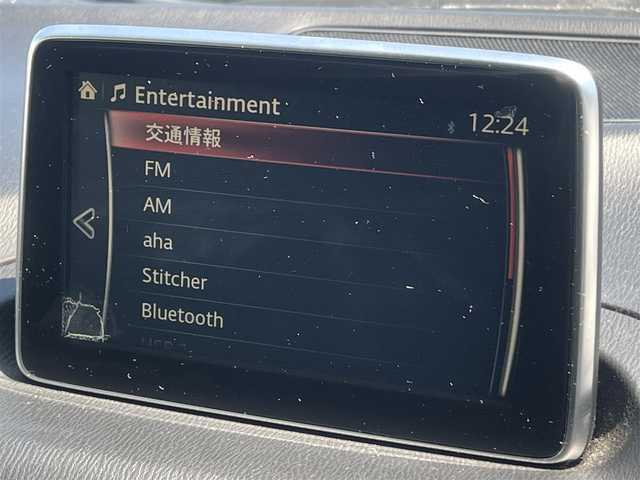 Entertainment
12:24
交通情報
FM
AM
aha
Stitcher
Bluetooth